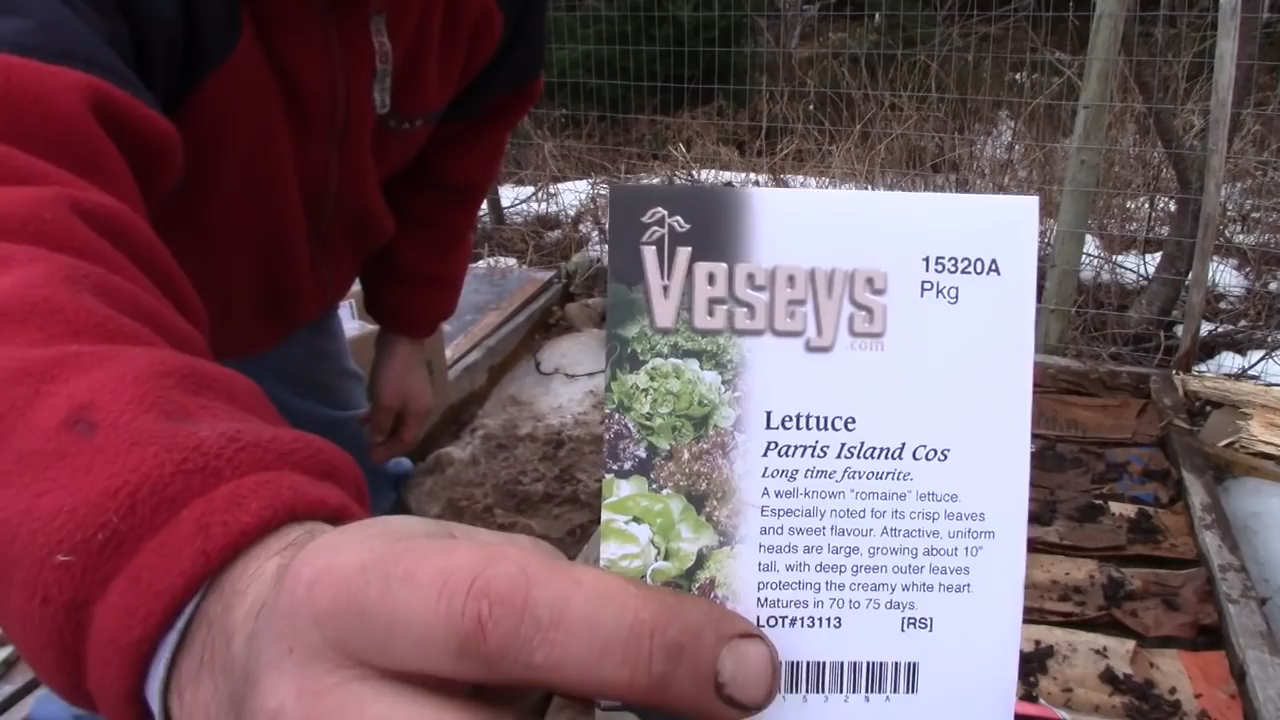 Veseys
.com
15320A
Pkg
Lettuce
Parris Island Cos
Long time favourite.
A well-known "romaine" lettuce.
Especially noted for its crisp leaves
and sweet flavour. Attractive, uniform
heads are large, growing about 10"
tall, with deep green outer leaves
protecting the creamy white heart.
Matures in 70 to 75 days.
LOT#13113 [RS]